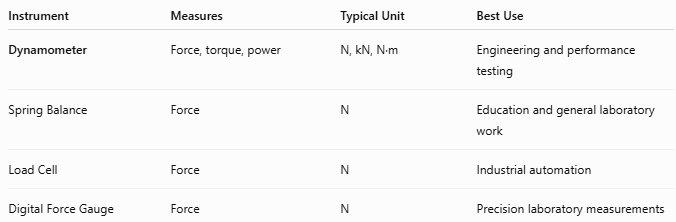 Instrument Measures Typical Unit Best Use
Dynamometer Force, torque, power N, kN, N·m Engineering and performance
testing
Spring Balance Force N Education and general laboratory
work
Load Cell Force N Industrial automation
Digital Force Gauge Force N Precision laboratory measurements